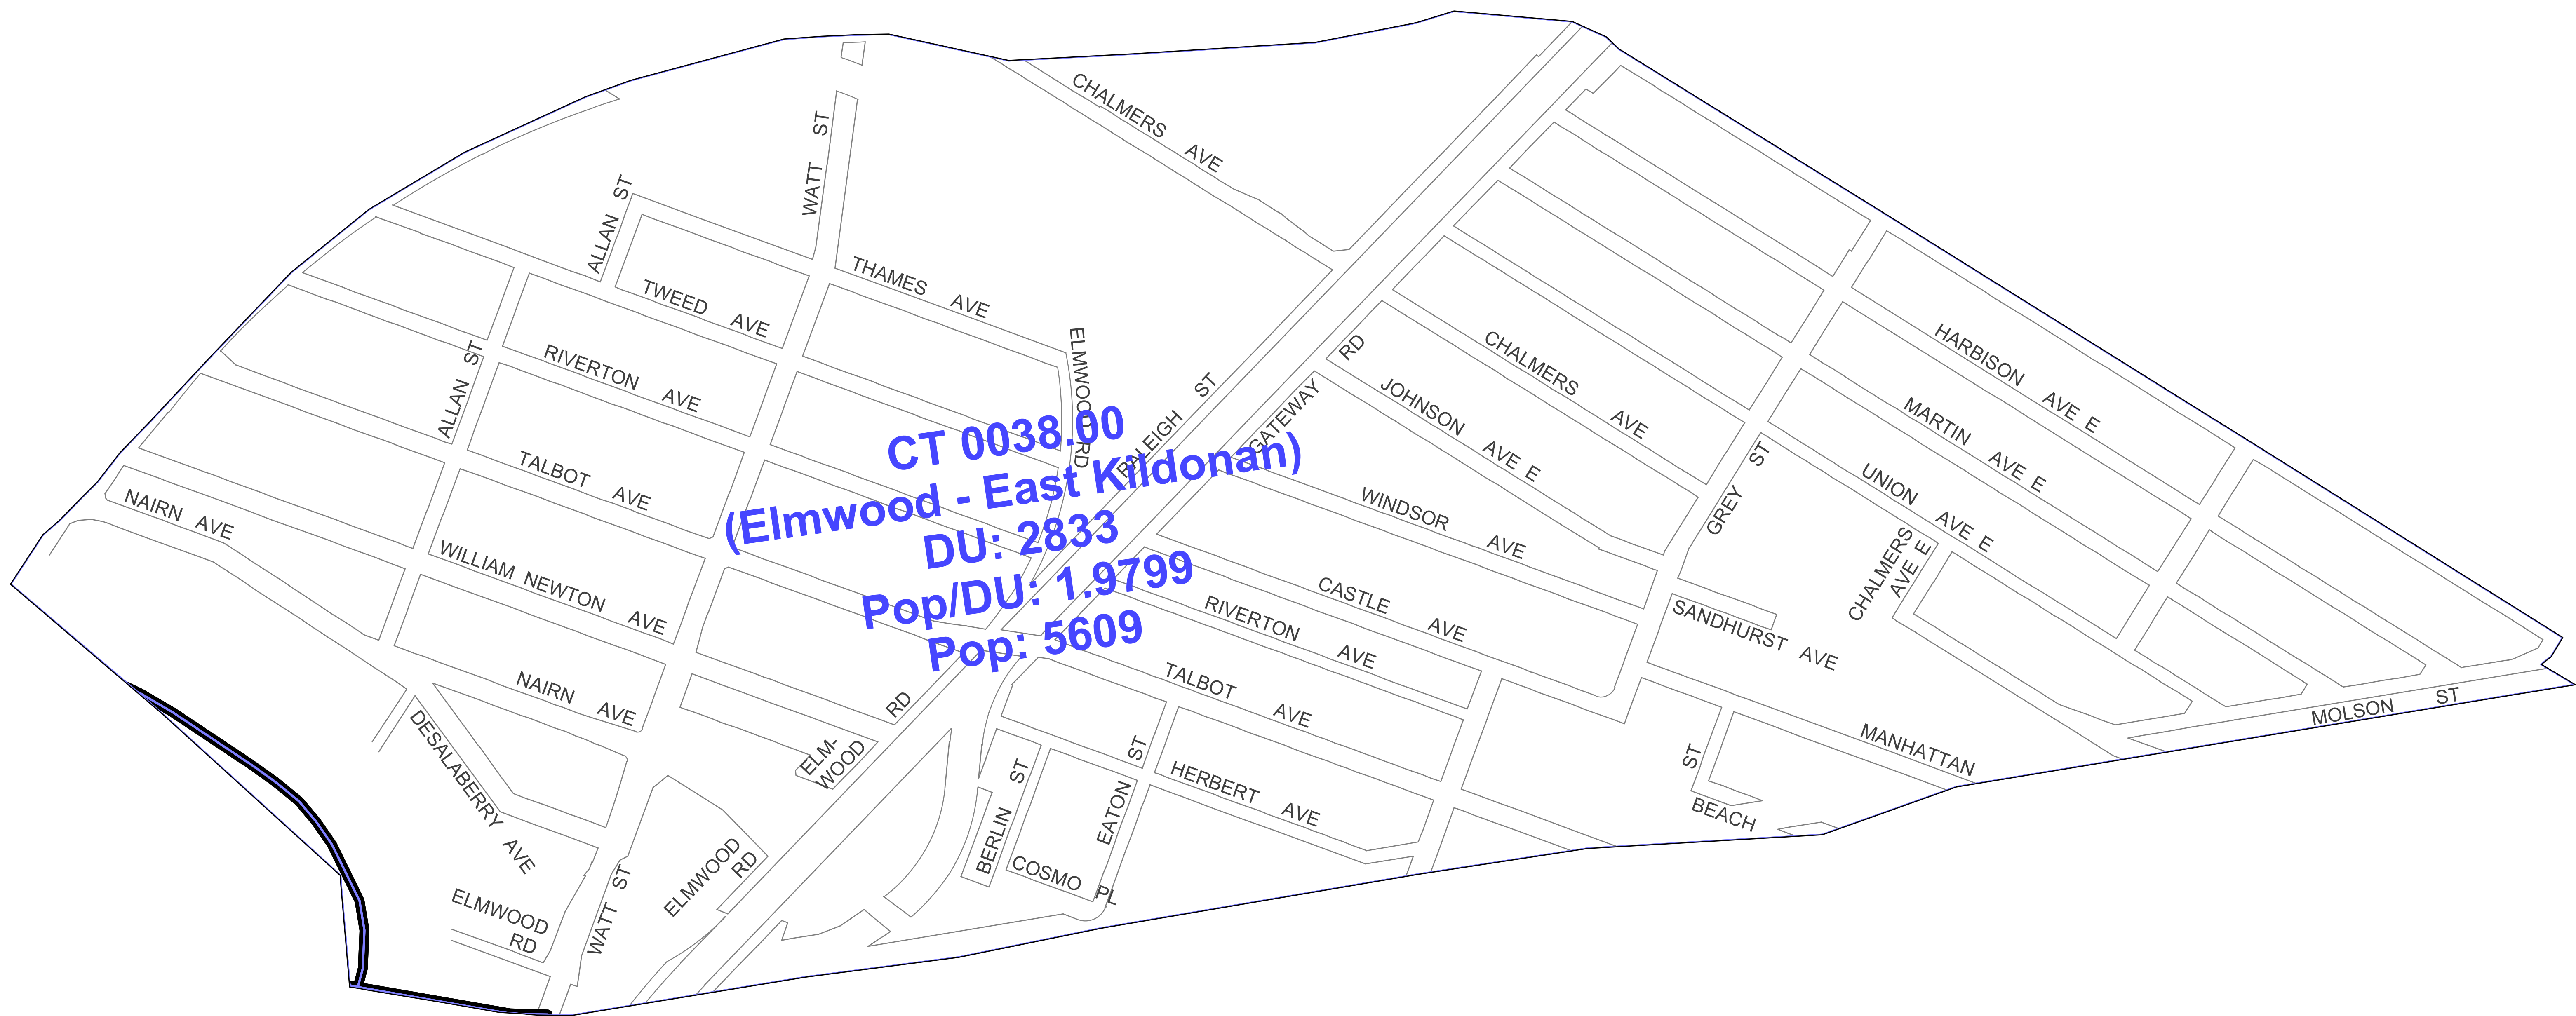 CHALMERS AVE
WATT ST
ALLAN ST
THAMES AVE
TWEED AVE
ELMWOOD RD
RIVERTON AVE
ALLAN ST
TALBOT AVE
NAIRN AVE
WILLIAM NEWTON AVE
NAIRN AVE
RALEIGH ST
GATEWAY RD
CHALMERS AVE
JOHNSON AVE E
HARBISON AVE E
MARTIN AVE E
UNION AVE E
GREY ST
CHALMERS
AVE E
WINDSOR AVE
CASTLE AVE
SANDHURST AVE
RIVERTON AVE
TALBOT AVE
CT 0038.00
(Elmwood - East Kildonan)
DU: 2833
Pop/DU: 1.9799
Pop: 5609
MOLSON ST
MANHATTAN
ST
BEACH
HERBERT AVE
EATON ST
BERLIN ST
COSMO PL
RD
ELM-
WOOD
DESALABERRY AVE
ELMWOOD
RD
WATT ST
ELMWOOD
RD